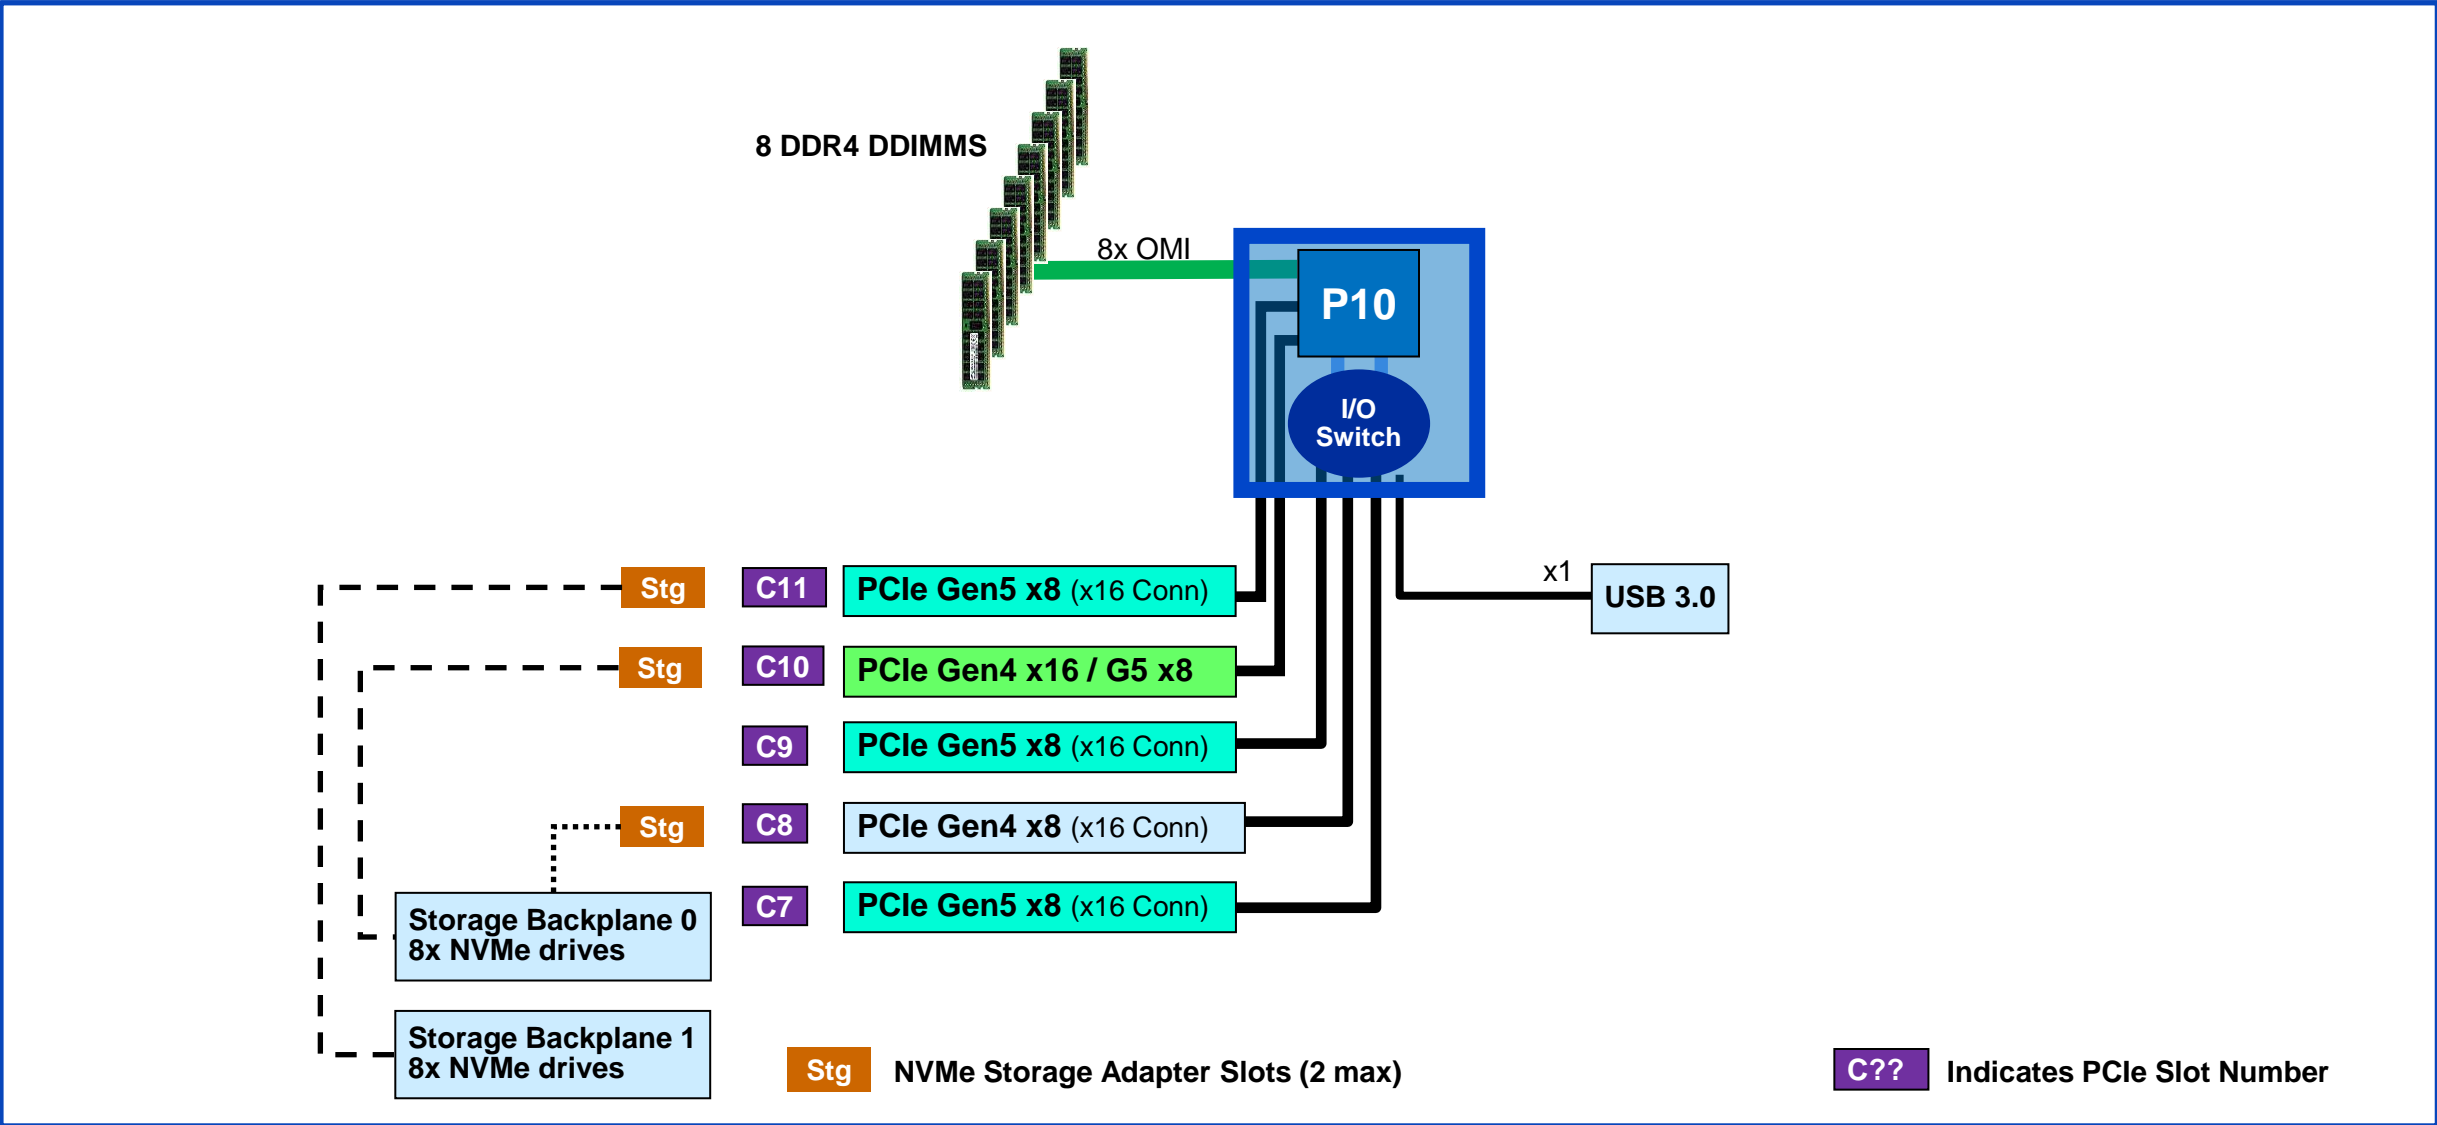 8 DDR4 DDIMMS
8x OMI
P10
I/O
Switch
Stg
C11
PCIe Gen5 x8 (x16 Conn)
x1
USB 3.0
Stg
C10
PCIe Gen4 x16 / G5 x8
C9
PCIe Gen5 x8 (x16 Conn)
Stg
C8
PCIe Gen4 x8 (x16 Conn)
C7
PCIe Gen5 x8 (x16 Conn)
Storage Backplane 0
8x NVMe drives
Storage Backplane 1
8x NVMe drives
Stg
NVMe Storage Adapter Slots (2 max)
C??
Indicates PCIe Slot Number